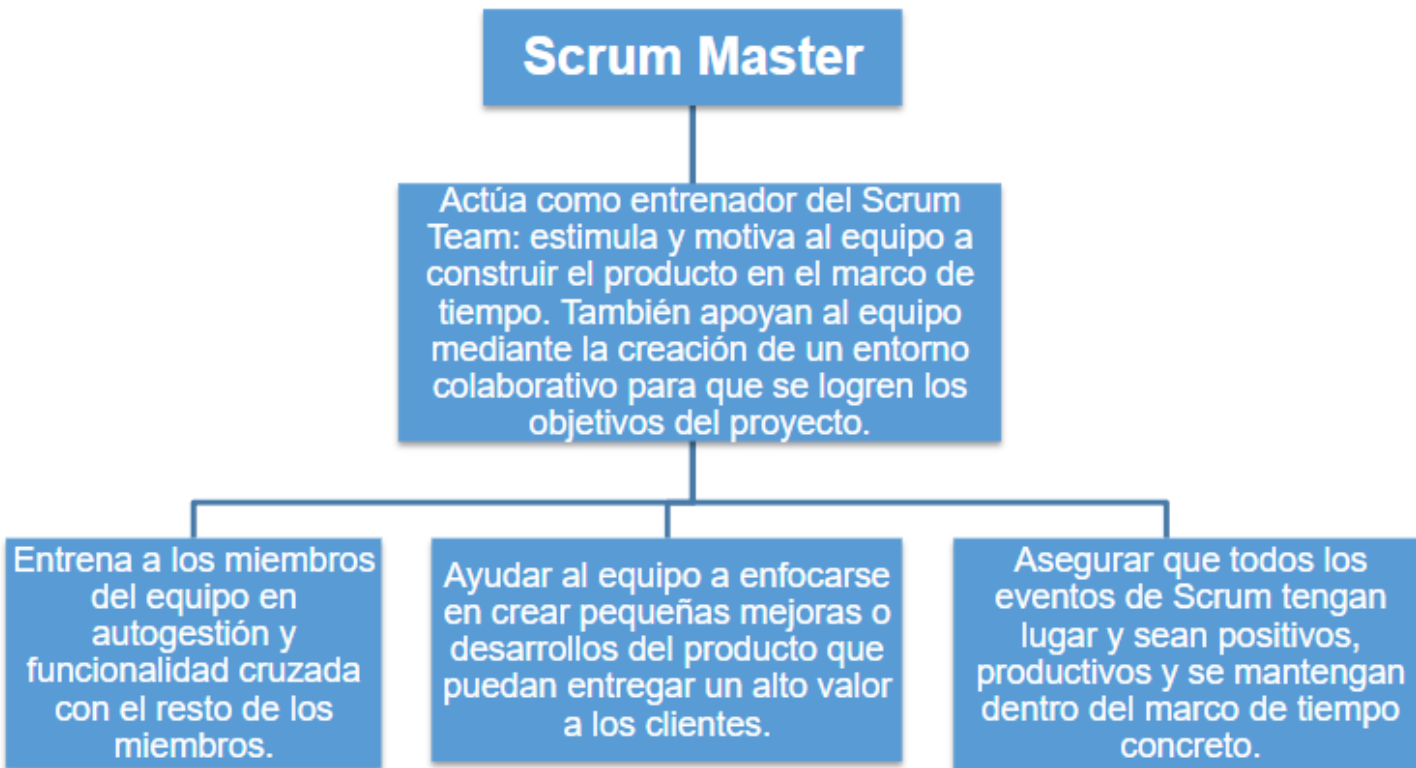 Scrum Master
Actúa como entrenador del Scrum
Team: estimula y motiva al equipo a
construir el producto en el marco de
tiempo. También apoyan al equipo
mediante la creación de un entorno
colaborativo para que se logren los
objetivos del proyecto.
Entrena a los miembros
del equipo en
autogestión y
funcionalidad cruzada
con el resto de los
miembros.
Ayudar al equipo a enfocarse
en crear pequeñas mejoras o
desarrollos del producto que
puedan entregar un alto valor
a los clientes.
Asegurar que todos los
eventos de Scrum tengan
lugar y sean positivos,
productivos y se mantengan
dentro del marco de tiempo
concreto.